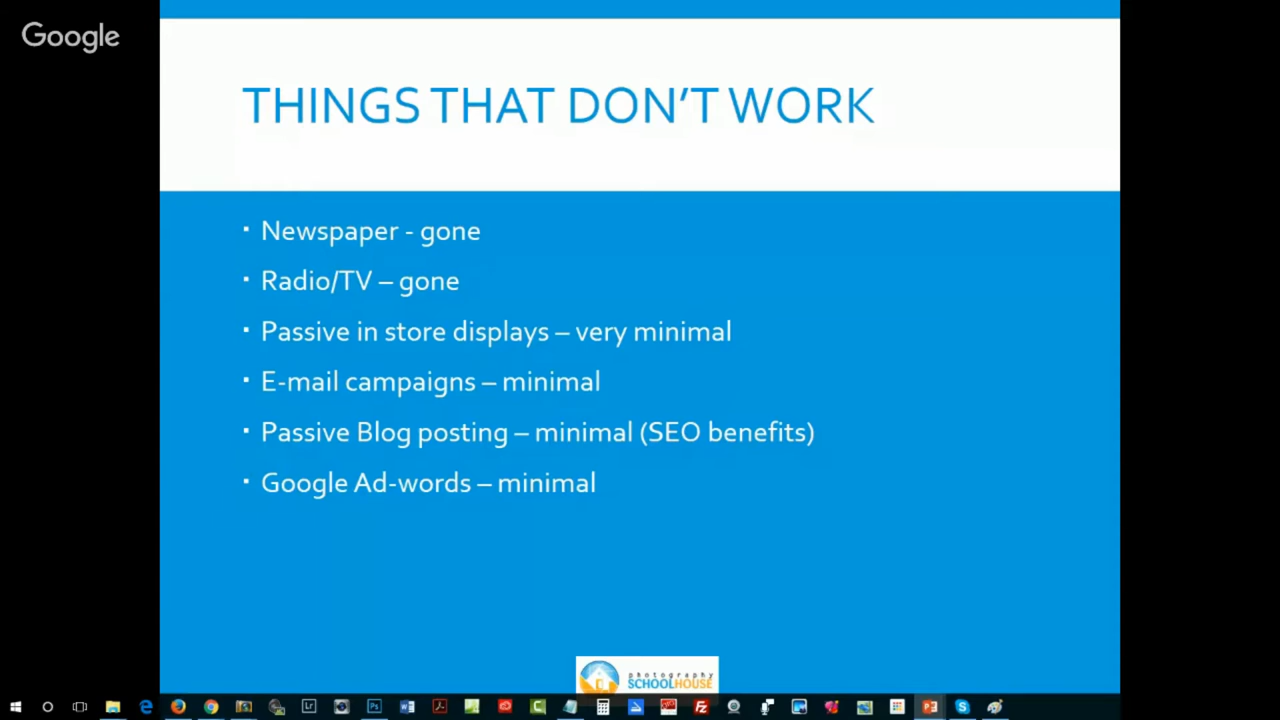 Google
THINGS THAT DON’T WORK
▪ Newspaper - gone
▪ Radio/TV – gone
▪ Passive in store displays – very minimal
▪ E-mail campaigns – minimal
▪ Passive Blog posting – minimal (SEO benefits)
▪ Google Ad-words – minimal
photography
SCHOOLHOUSE